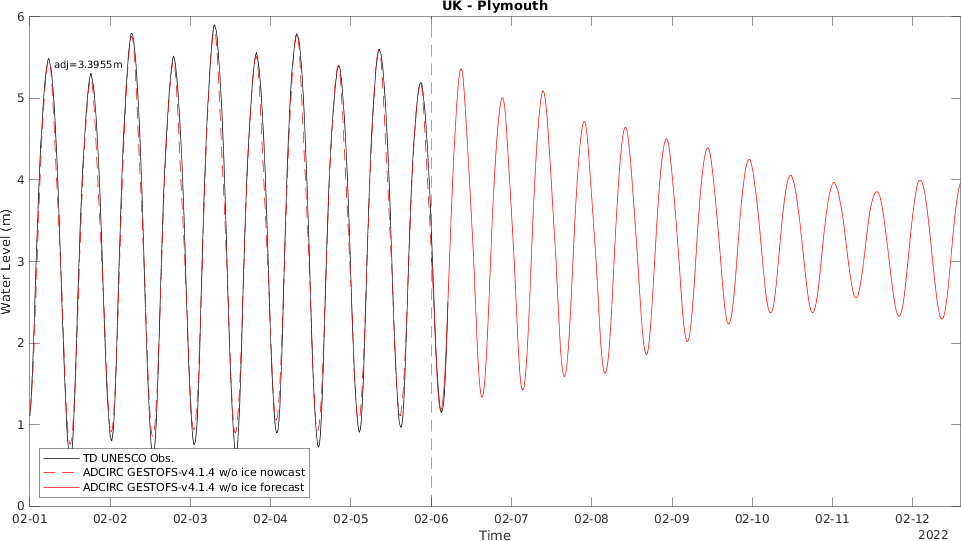 UK - Plymouth
6
adj=3.3955m
5
4
3
2
1
0
Water Level (m)
TD UNESCO Obs.
ADCIRC GESTOFS-v4.1.4 w/o ice nowcast
ADCIRC GESTOFS-v4.1.4 w/o ice forecast
02-01 02-02 02-03 02-04 02-05 02-06 02-07 02-08 02-09 02-10 02-11 02-12
Time
2022